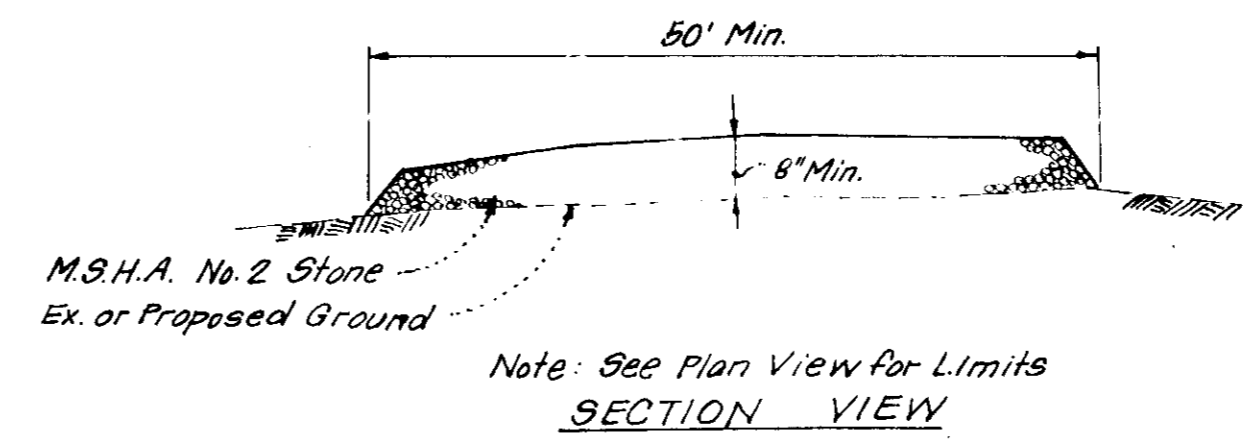 50' Min.
8" Min.
M.S.H.A. No. 2 Stone
Ex. or Proposed Ground
Note: See Plan View for Limits
SECTION VIEW